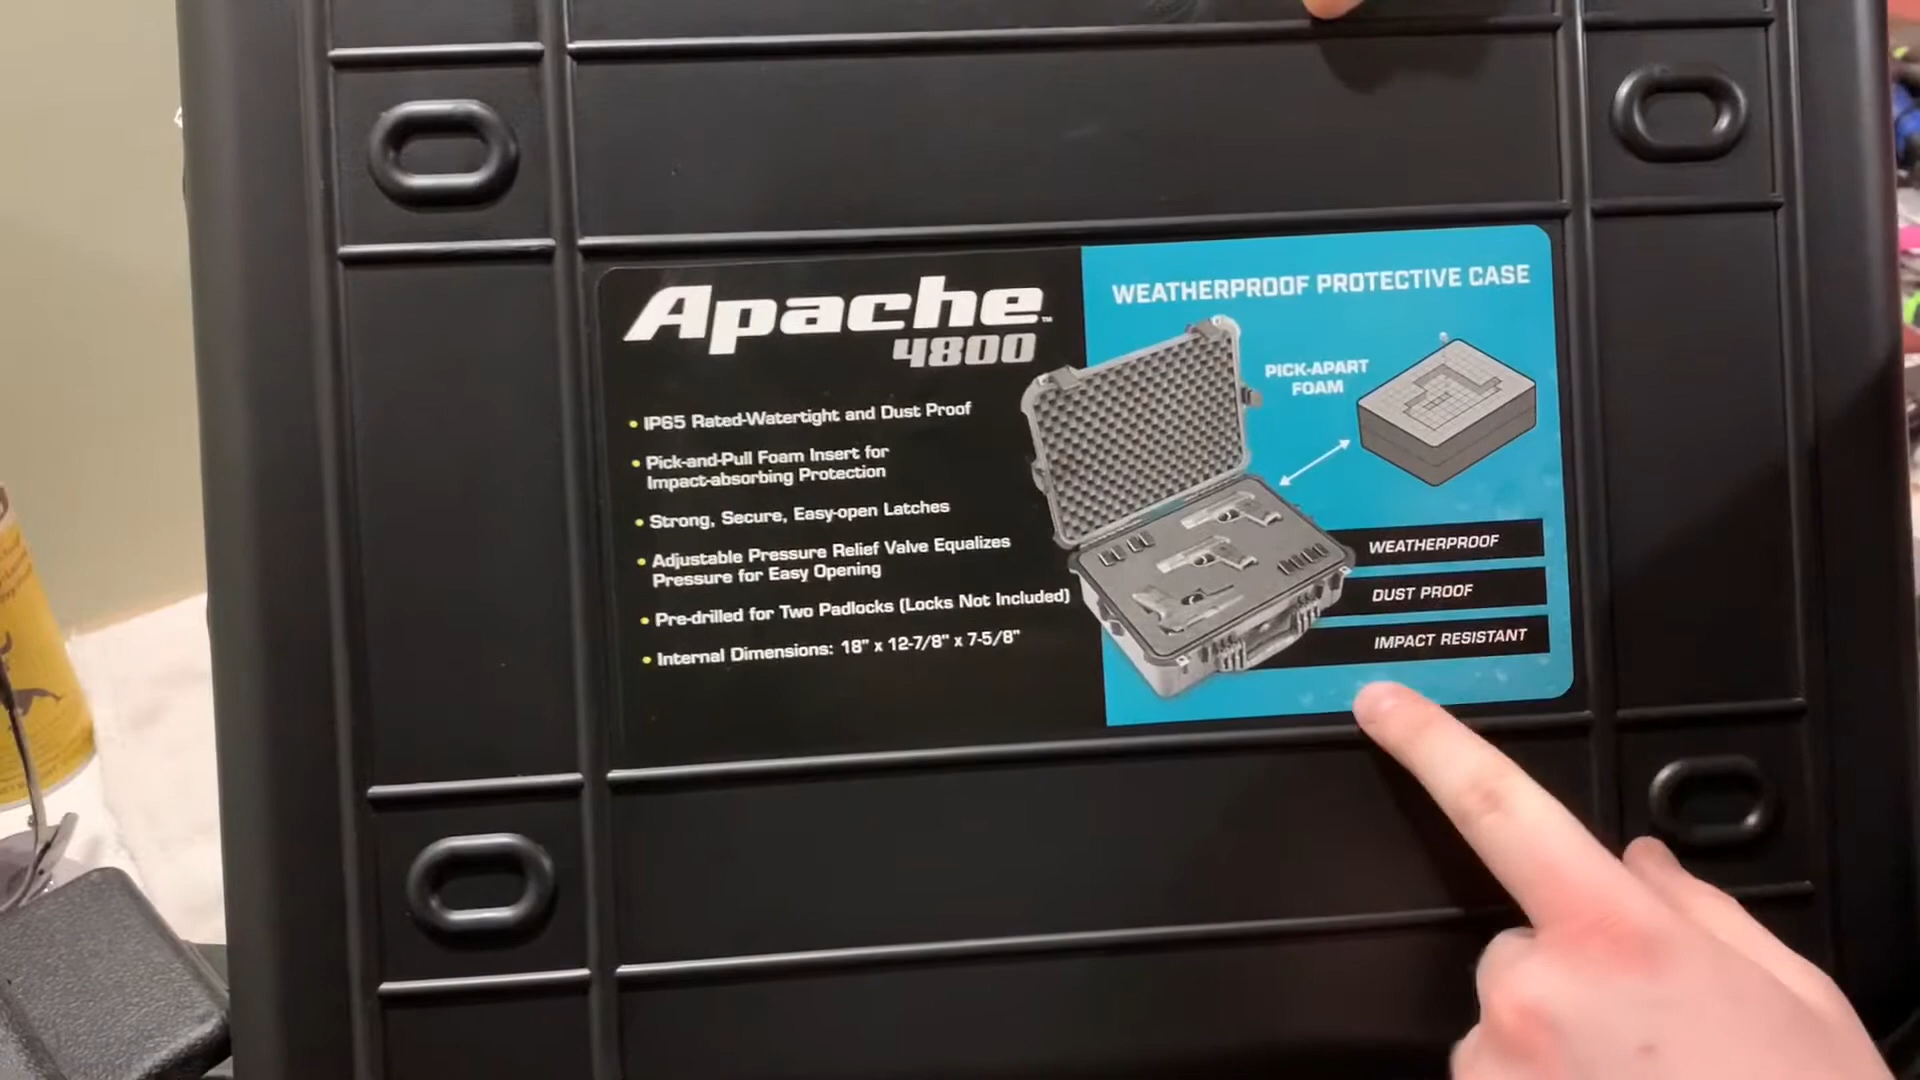 Apache™
4800
• IP65 Rated-Watertight and Dust Proof
• Pick-and-Pull Foam Insert for
Impact-absorbing Protection
• Strong, Secure, Easy-open Latches
• Adjustable Pressure Relief Valve Equalizes
Pressure for Easy Opening
• Pre-drilled for Two Padlocks (Locks Not Included)
• Internal Dimensions: 18" x 12-7/8" x 7-5/8"
WEATHERPROOF PROTECTIVE CASE
PICK-APART
FOAM
WEATHERPROOF
DUST PROOF
IMPACT RESISTANT